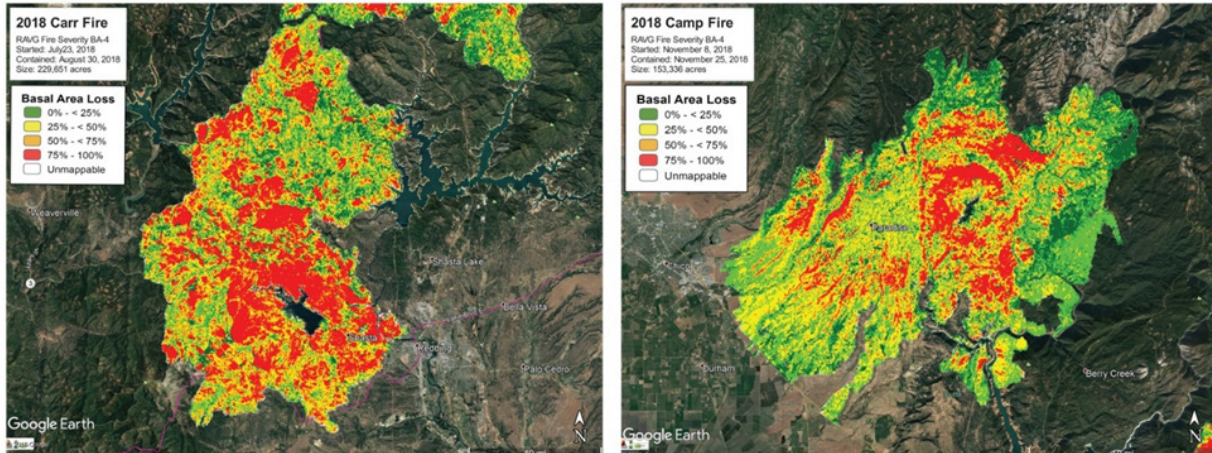 2018 Carr Fire
RAVG Fire Severity BA-4
Started: July23, 2018
Contained: August 30, 2018
Size: 229,651 acres
Basal Area Loss
0% - < 25%
25% - < 50%
50% - < 75%
75% - 100%
Unmappable
Weaverville
3
Shasta Lake
Bella Vista
Shasta
Redding
Palo Cedro
Google Earth
N
2018 Camp Fire
RAVG Fire Severity BA-4
Started: November 8, 2018
Contained: November 25, 2018
Size: 153,336 acres
Basal Area Loss
0% - < 25%
25% - < 50%
50% - < 75%
75% - 100%
Unmappable
Paradise
Chico
Durham
Berry Creek
Google Earth
N